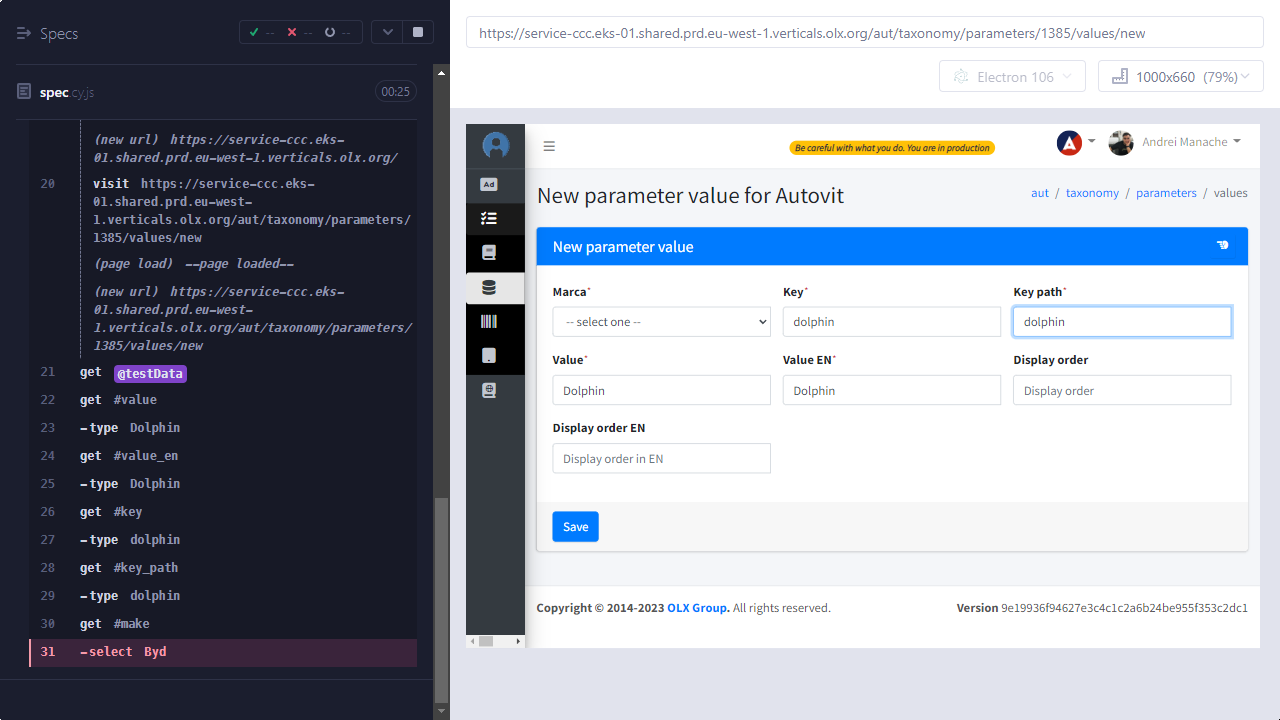 Specs
--
--
--
spec.cy.js
00:25
(new url) https://service-ccc.eks-
01.shared.prd.eu-west-1.verticals.olx.org/
20 visit https://service-ccc.eks-
01.shared.prd.eu-west-
1.verticals.olx.org/aut/taxonomy/parameters/
1385/values/new
(page load) --page loaded--
(new url) https://service-ccc.eks-
01.shared.prd.eu-west-
1.verticals.olx.org/aut/taxonomy/parameters/
1385/values/new
21 get @testData
22 get #value
23 -type Dolphin
24 get #value_en
25 -type Dolphin
26 get #key
27 -type dolphin
28 get #key_path
29 -type dolphin
30 get #make
31 -select Byd
https://service-ccc.eks-01.shared.prd.eu-west-1.verticals.olx.org/aut/taxonomy/parameters/1385/values/new
Electron 106
1000x660 (79%)
Ad
Be careful with what you do. You are in production
Andrei Manache
New parameter value for Autovit
aut / taxonomy / parameters / values
New parameter value
Marca*
Key*
Key path*
-- select one --
dolphin
dolphin
Value*
Value EN*
Display order
Dolphin
Dolphin
Display order
Display order EN
Display order in EN
Save
Copyright © 2014-2023 OLX Group. All rights reserved.
Version 9e19936f94627e3c4c1c2a6b24be955f353c2dc1